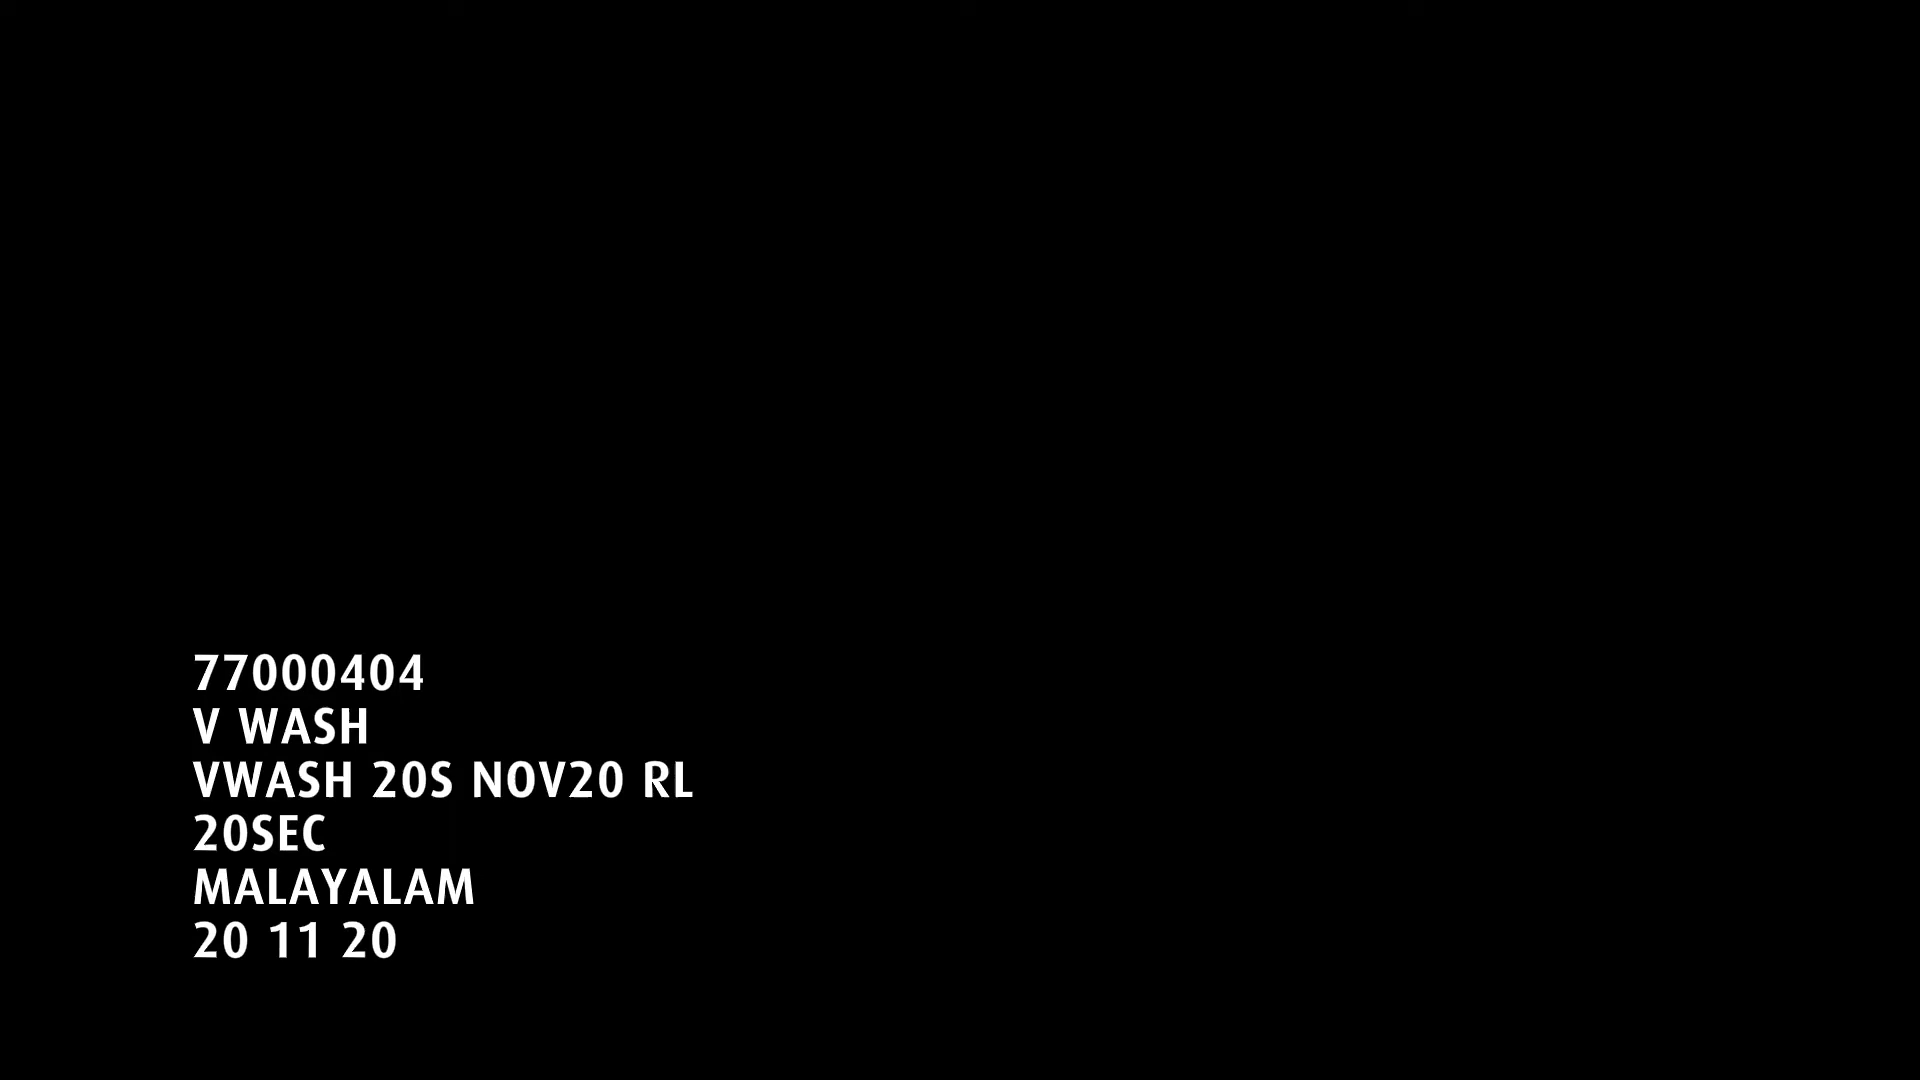 77000404
V WASH
VWASH 20S NOV20 RL
20SEC
MALAYALAM
20 11 20